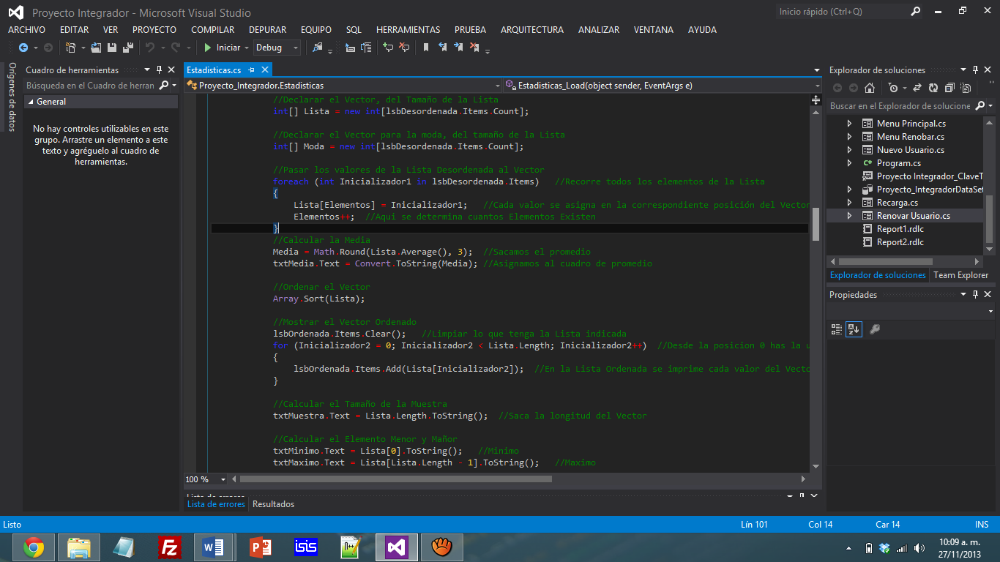 Proyecto Integrador - Microsoft Visual Studio
Inicio rápido (Ctrl+Q)
ARCHIVO EDITAR VER PROYECTO COMPILAR DEPURAR EQUIPO SQL HERRAMIENTAS PRUEBA ARQUITECTURA ANALIZAR VENTANA AYUDA
Iniciar Debug
Orígenes de datos
Cuadro de herramientas
Búsqueda en el Cuadro de herran
General
No hay controles utilizables en este
grupo. Arrastre un elemento a este
texto y agréguelo al cuadro de
herramientas.
Estadisticas.cs
Proyecto_Integrador.Estadisticas
Estadisticas_Load(object sender, EventArgs e)
//Declarar el Vector, del Tamaño de la Lista
int[] Lista = new int[lsbDesordenada.Items.Count];
//Declarar el Vector para la moda, del tamaño de la Lista
int[] Moda = new int[lsbDesordenada.Items.Count];
//Pasar los valores de la Lista Desordenada al Vector
foreach (int Inicializador1 in lsbDesordenada.Items) //Recorre todos los elementos de la Lista
{
Lista[Elementos] = Inicializador1; //Cada valor se asigna en la correspondiente posición del Vector
Elementos++; //Aqui se determina cuantos Elementos Existen
}
//Calcular la Media
Media = Math.Round(Lista.Average(), 3); //Sacamos el promedio
txtMedia.Text = Convert.ToString(Media); //Asignamos al cuadro de promedio
//Ordenar el Vector
Array.Sort(Lista);
//Mostrar el Vector Ordenado
lsbOrdenada.Items.Clear(); //Limpiar lo que tenga la Lista indicada
for (Inicializador2 = 0; Inicializador2 < Lista.Length; Inicializador2++) //Desde la posicion 0 has la u
{
lsbOrdenada.Items.Add(Lista[Inicializador2]); //En la Lista Ordenada se imprime cada valor del Vecto
}
//Calcular el Tamaño de la Muestra
txtMuestra.Text = Lista.Length.ToString(); //Saca la longitud del Vector
//Calcular el Elemento Menor y Mañor
txtMinimo.Text = Lista[0].ToString(); //Minimo
txtMaximo.Text = Lista[Lista.Length - 1].ToString(); //Maximo
100 %
Lista de errores
Lista de errores Resultados
Explorador de soluciones
Buscar en el Explorador de solucione
Menu Principal.cs
Menu Renobar.cs
Nuevo Usuario.cs
C# Program.cs
Proyecto Integrador_ClaveT
Proyecto_IntegradorDataSet
Recarga.cs
Renovar Usuario.cs
Report1.rdlc
Report2.rdlc
Explorador de soluciones Team Explorer
Propiedades
Listo
Lín 101 Col 14 Car 14 INS
isis
10:09 a. m.
27/11/2013